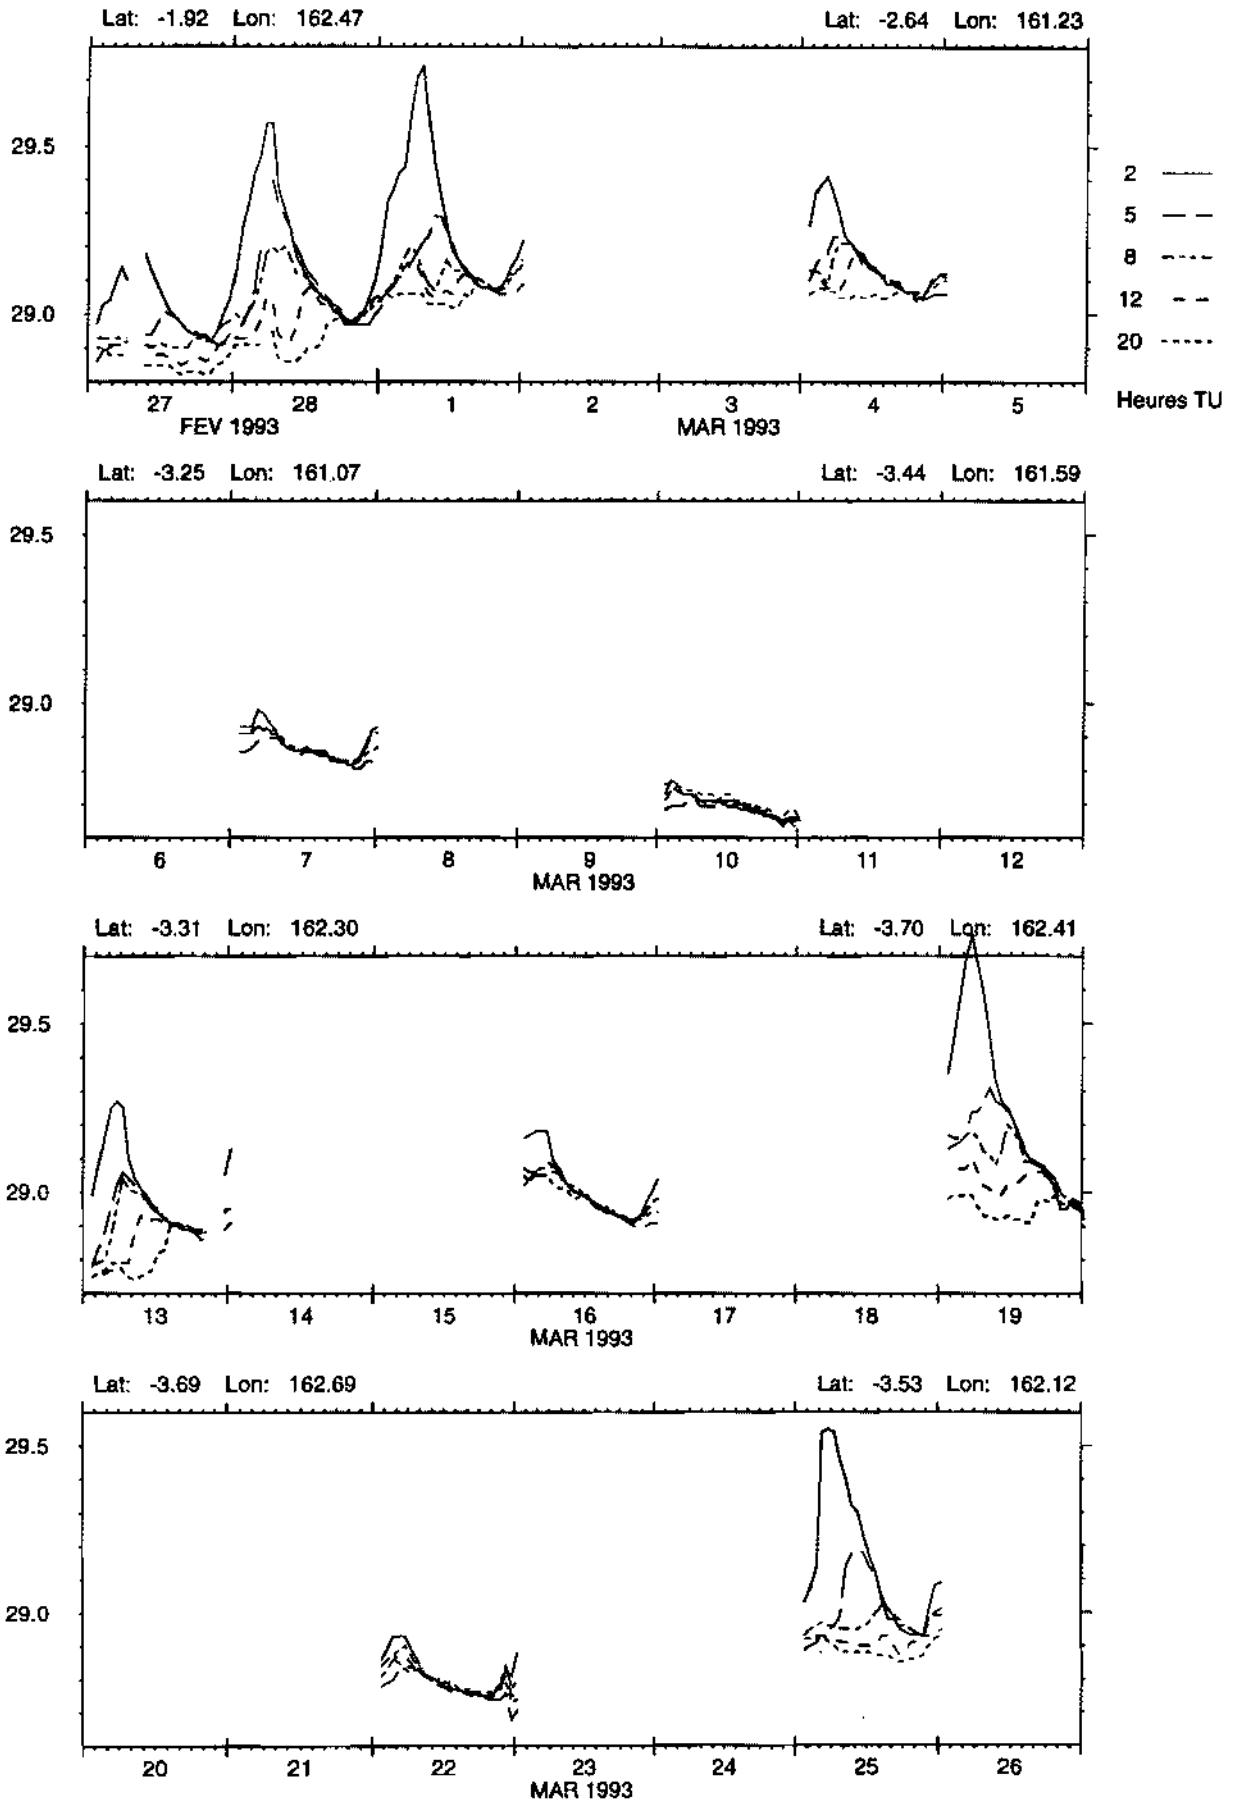 Lat: -1.92 Lon: 162.47 Lat: -2.64 Lon: 161.23
29.5
29.0
2
5
8
12
20
Heures TU
27 28 1 2 3 4 5
FEV 1993 MAR 1993
Lat: -3.25 Lon: 161.07 Lat: -3.44 Lon: 161.59
29.5
29.0
6 7 8 9 10 11 12
MAR 1993
Lat: -3.31 Lon: 162.30 Lat: -3.70 Lon: 162.41
29.5
29.0
13 14 15 16 17 18 19
MAR 1993
Lat: -3.69 Lon: 162.69 Lat: -3.53 Lon: 162.12
29.5
29.0
20 21 22 23 24 25 26
MAR 1993